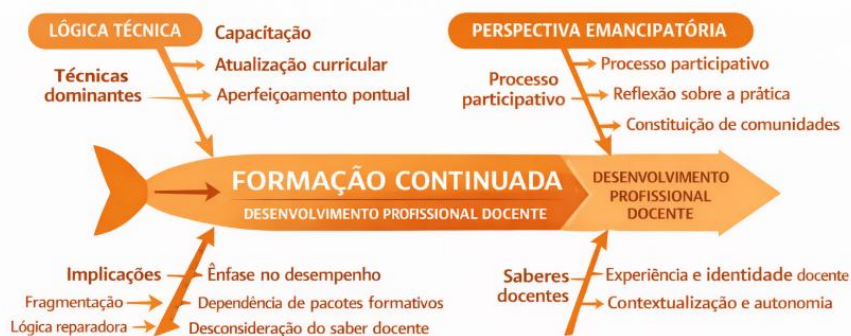 LÓGICA TÉCNICA
Capacitação
Atualização curricular
Técnicas
dominantes
Aperfeiçoamento pontual
PERSPECTIVA EMANCIPATÓRIA
Processo participativo
Processo
participativo
Reflexão sobre a prática
Constituição de comunidades
FORMAÇÃO CONTINUADA
DESENVOLVIMENTO PROFISSIONAL DOCENTE
DESENVOLVIMENTO
PROFISSIONAL
DOCENTE
Implicações
Ênfase no desempenho
Fragmentação
Dependência de pacotes formativos
Lógica reparadora
Desconsideração do saber docente
Saberes
docentes
Experiência e identidade docente
Contextualização e autonomia